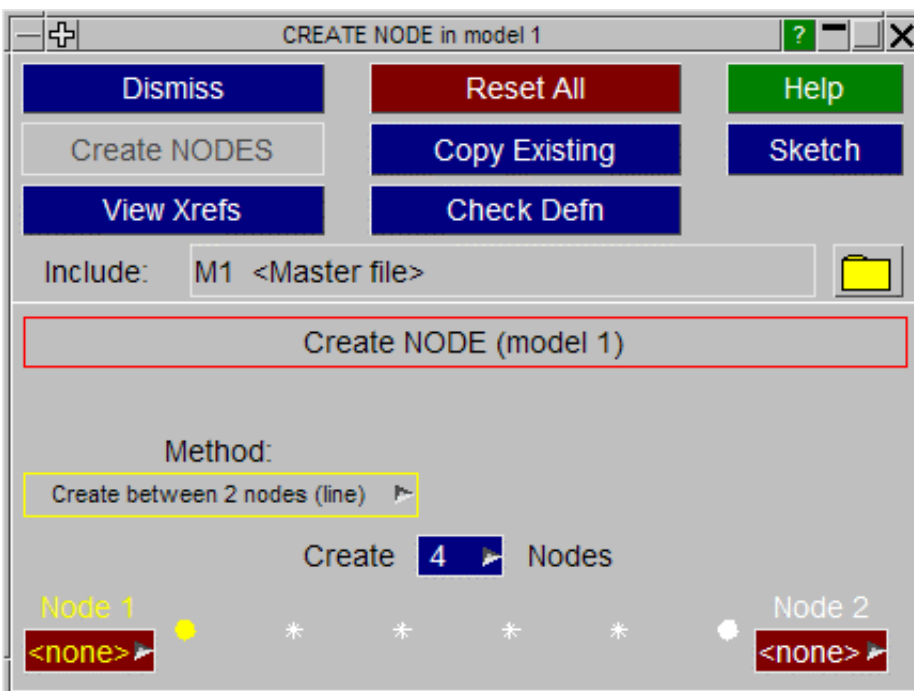 CREATE NODE in model 1 ?
Dismiss Reset All Help
Create NODES Copy Existing Sketch
View Xrefs Check Defn
Include: M1 <Master file>
Create NODE (model 1)
Method:
Create between 2 nodes (line)
Create 4 Nodes
Node 1 Node 2
<none> <none>